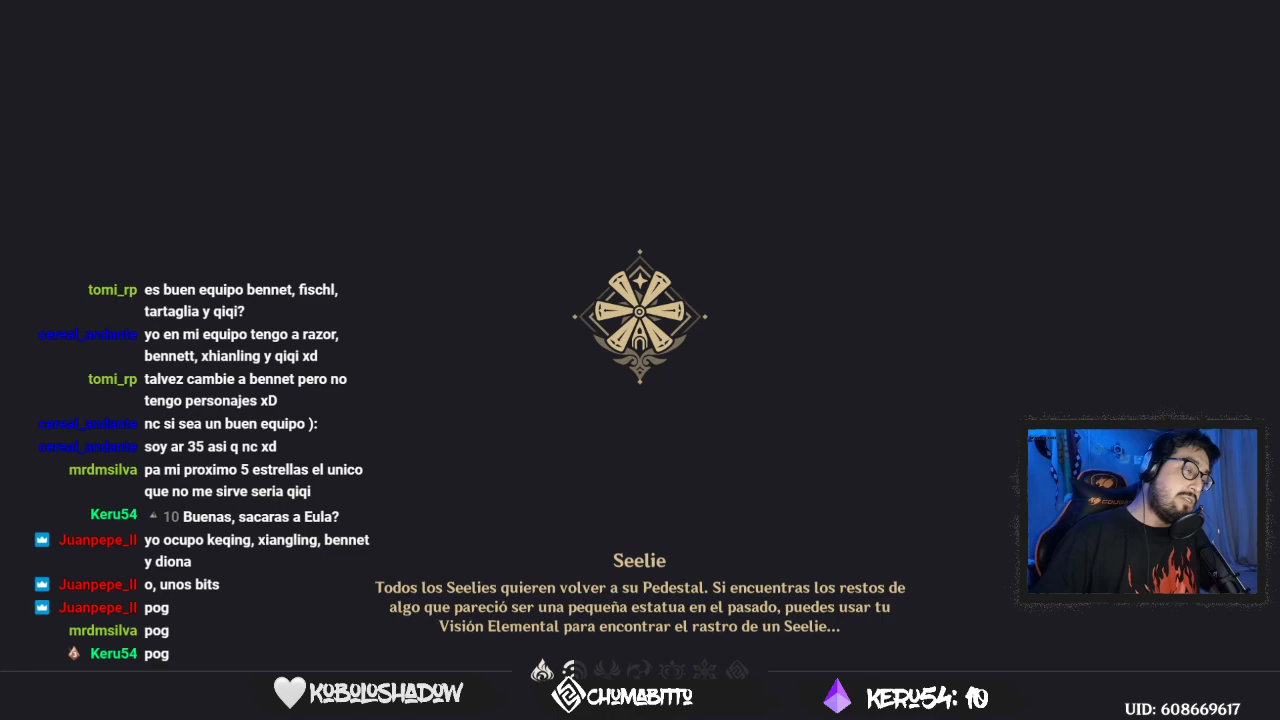 tomi_rp es buen equipo bennet, fischl,
tartaglia y qiqi?
cereal_andante yo en mi equipo tengo a razor,
bennett, xhianling y qiqi xd
tomi_rp talvez cambie a bennet pero no
tengo personajes xD
cereal_andante nc si sea un buen equipo ):
cereal_andante soy ar 35 asi q nc xd
mrdmsilva pa mi proximo 5 estrellas el unico
que no me sirve seria qiqi
Keru54 10 Buenas, sacaras a Eula?
Juanpepe_ll yo ocupo keqing, xiangling, bennet
y diona
Juanpepe_ll o, unos bits
Juanpepe_ll pog
mrdmsilva pog
Keru54 pog
Seelie
Todos los Seelies quieren volver a su Pedestal. Si encuentras los restos de
algo que pareció ser una pequeña estatua en el pasado, puedes usar tu
Visión Elemental para encontrar el rastro de un Seelie...
KOBOLOSHADOW
CHUMABITTO
KERU54: 10
UID: 608669617